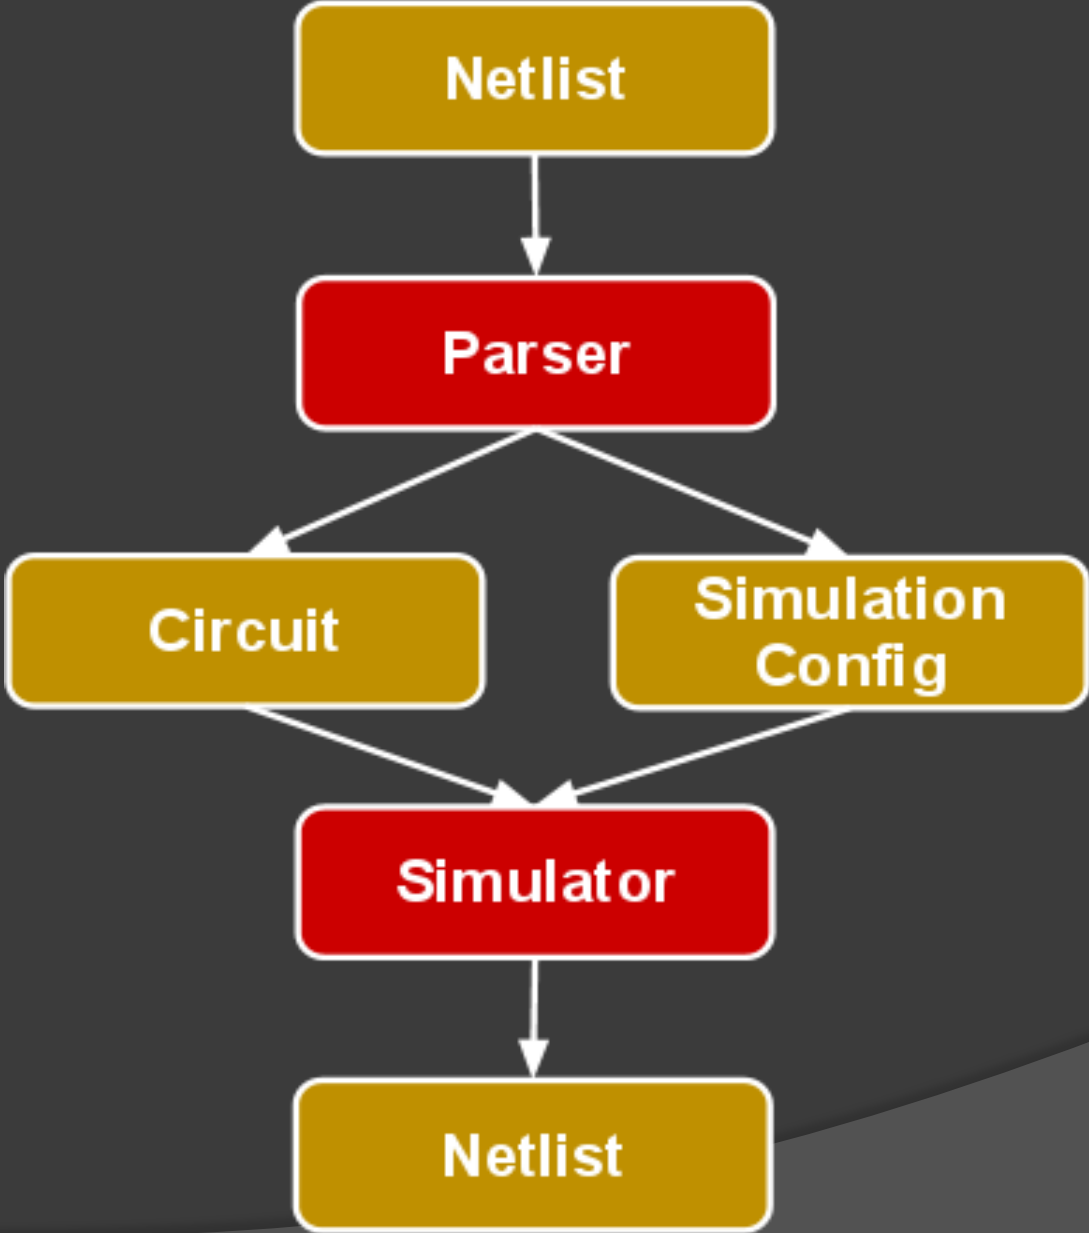 Netlist
Parser
Circuit
Simulation
Config
Simulator
Netlist